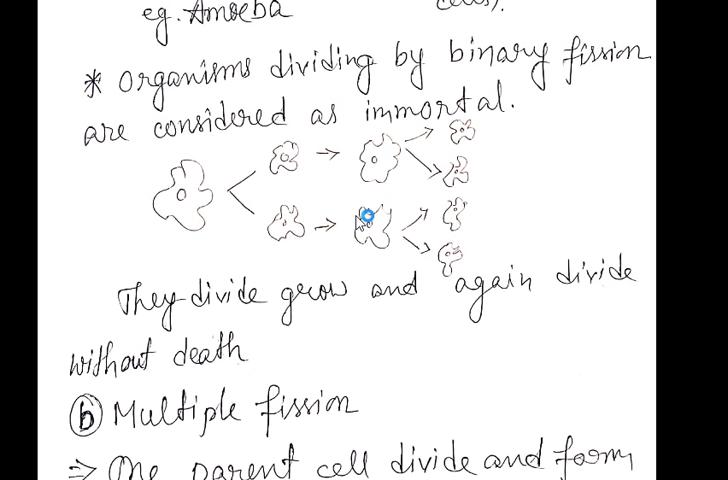 eg. Amoeba
cells).
* Organisms dividing by binary fission
are considered as immortal.
They divide grow and again divide
without death
(b) Multiple fission
⇒ One parent cell divide and form